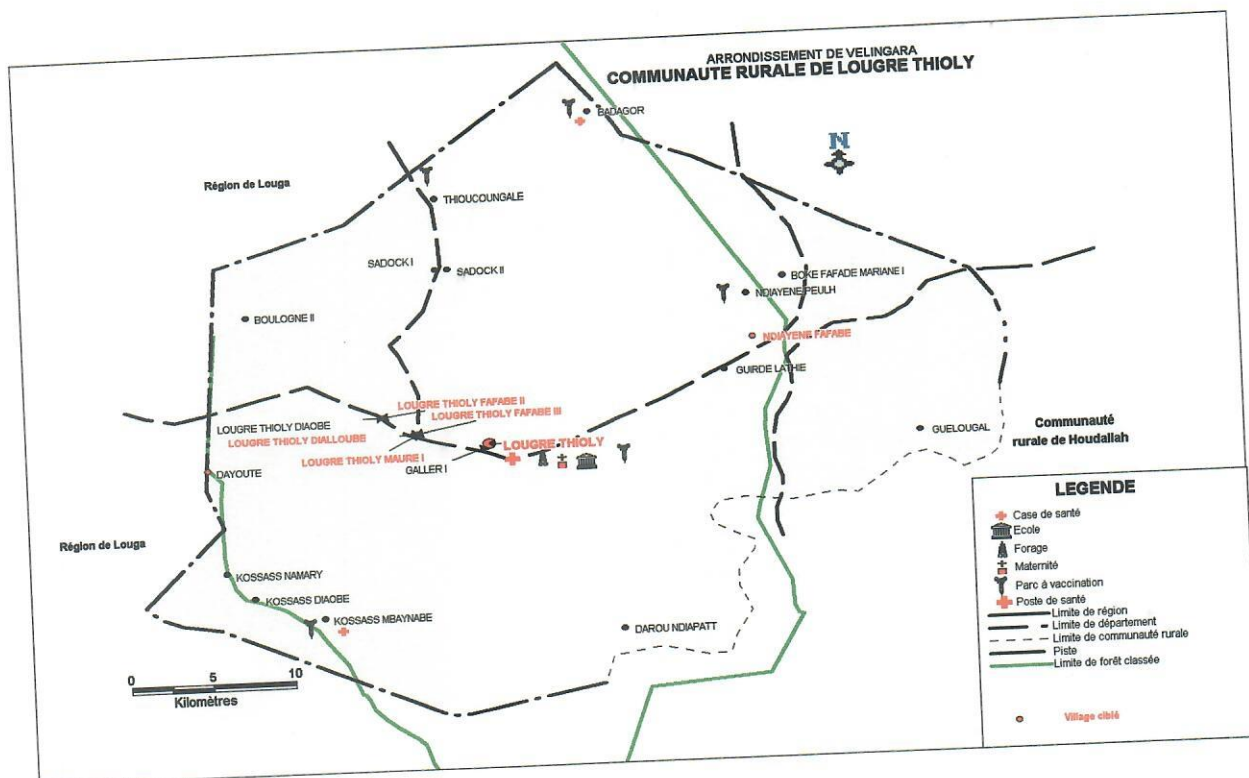 ARRONDISSEMENT DE VELINGARA
COMMUNAUTE RURALE DE LOUGRE THIOLY
BADAGOR
N
Région de Louga
THIOUCOUNGALE
SADOCK I
SADOCK II
BOKE FAFADE MARIANE I
NDIAYENE PEULH
BOULOGNE II
NDIAYENE FAFABE
GUIRDE LATHIE
LOUGRE THIOLY FAFABE II
LOUGRE THIOLY FAFABE III
LOUGRE THIOLY DIAOBE
LOUGRE THIOLY DIALLOUBE
LOUGRE THIOLY
LOUGRE THIOLY MAURE I
GALLER I
GUELOUGAL
Communauté
rurale de Houdallah
DAYOUTE
Région de Louga
KOSSASS NAMARY
KOSSASS DIAOBE
KOSSASS MBAYNABE
DAROU NDIAPATT
0 5 10
Kilomètres
LEGENDE
Case de santé
Ecole
Forage
Maternité
Parc à vaccination
Poste de santé
Limite de région
Limite de département
Limite de communauté rurale
Piste
Limite de forêt classée
Village ciblé